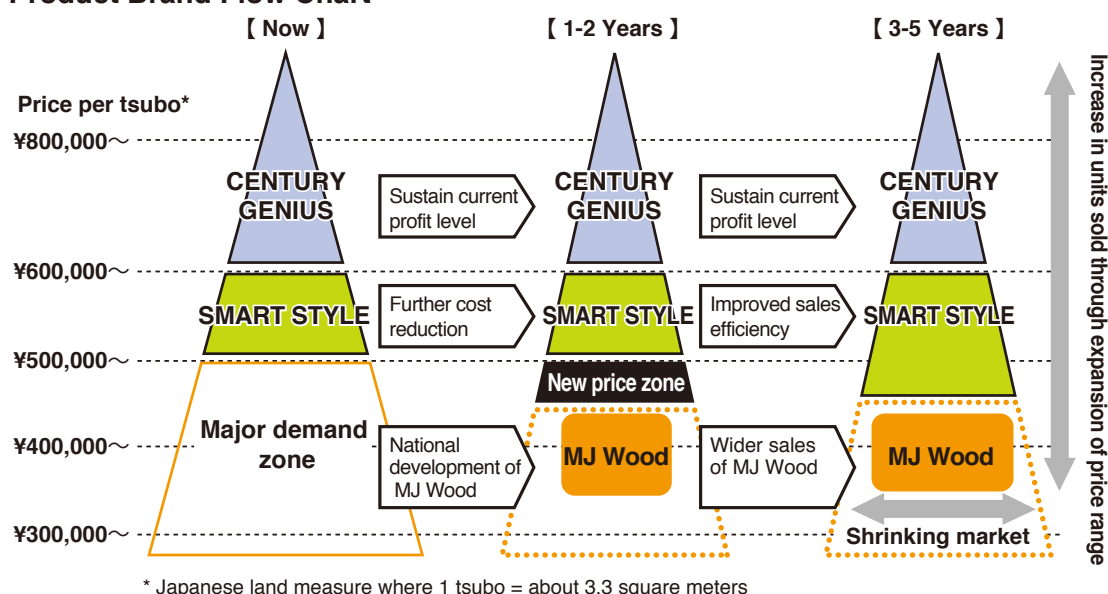 Product Brand Flow Chart
【 Now 】
【 1-2 Years 】
【 3-5 Years 】
Price per tsubo*
¥800,000～
¥600,000～
¥500,000～
¥400,000～
¥300,000～
CENTURY
GENIUS
SMART STYLE
Major demand
zone
Sustain current
profit level
Further cost
reduction
National
development of
MJ Wood
CENTURY
GENIUS
SMART STYLE
New price zone
MJ Wood
Sustain current
profit level
Improved sales
efficiency
Wider sales
of MJ Wood
CENTURY
GENIUS
SMART STYLE
MJ Wood
Shrinking market
Increase in units sold through expansion of price range
* Japanese land measure where 1 tsubo = about 3.3 square meters